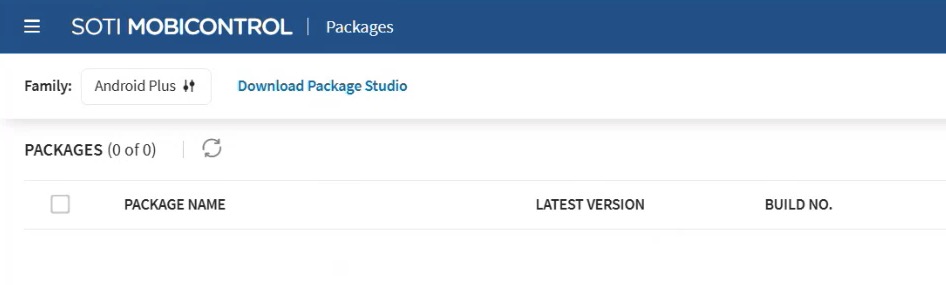 SOTI MOBICONTROL | Packages
Family: Android Plus Download Package Studio
PACKAGES (0 of 0)
PACKAGE NAME LATEST VERSION BUILD NO.